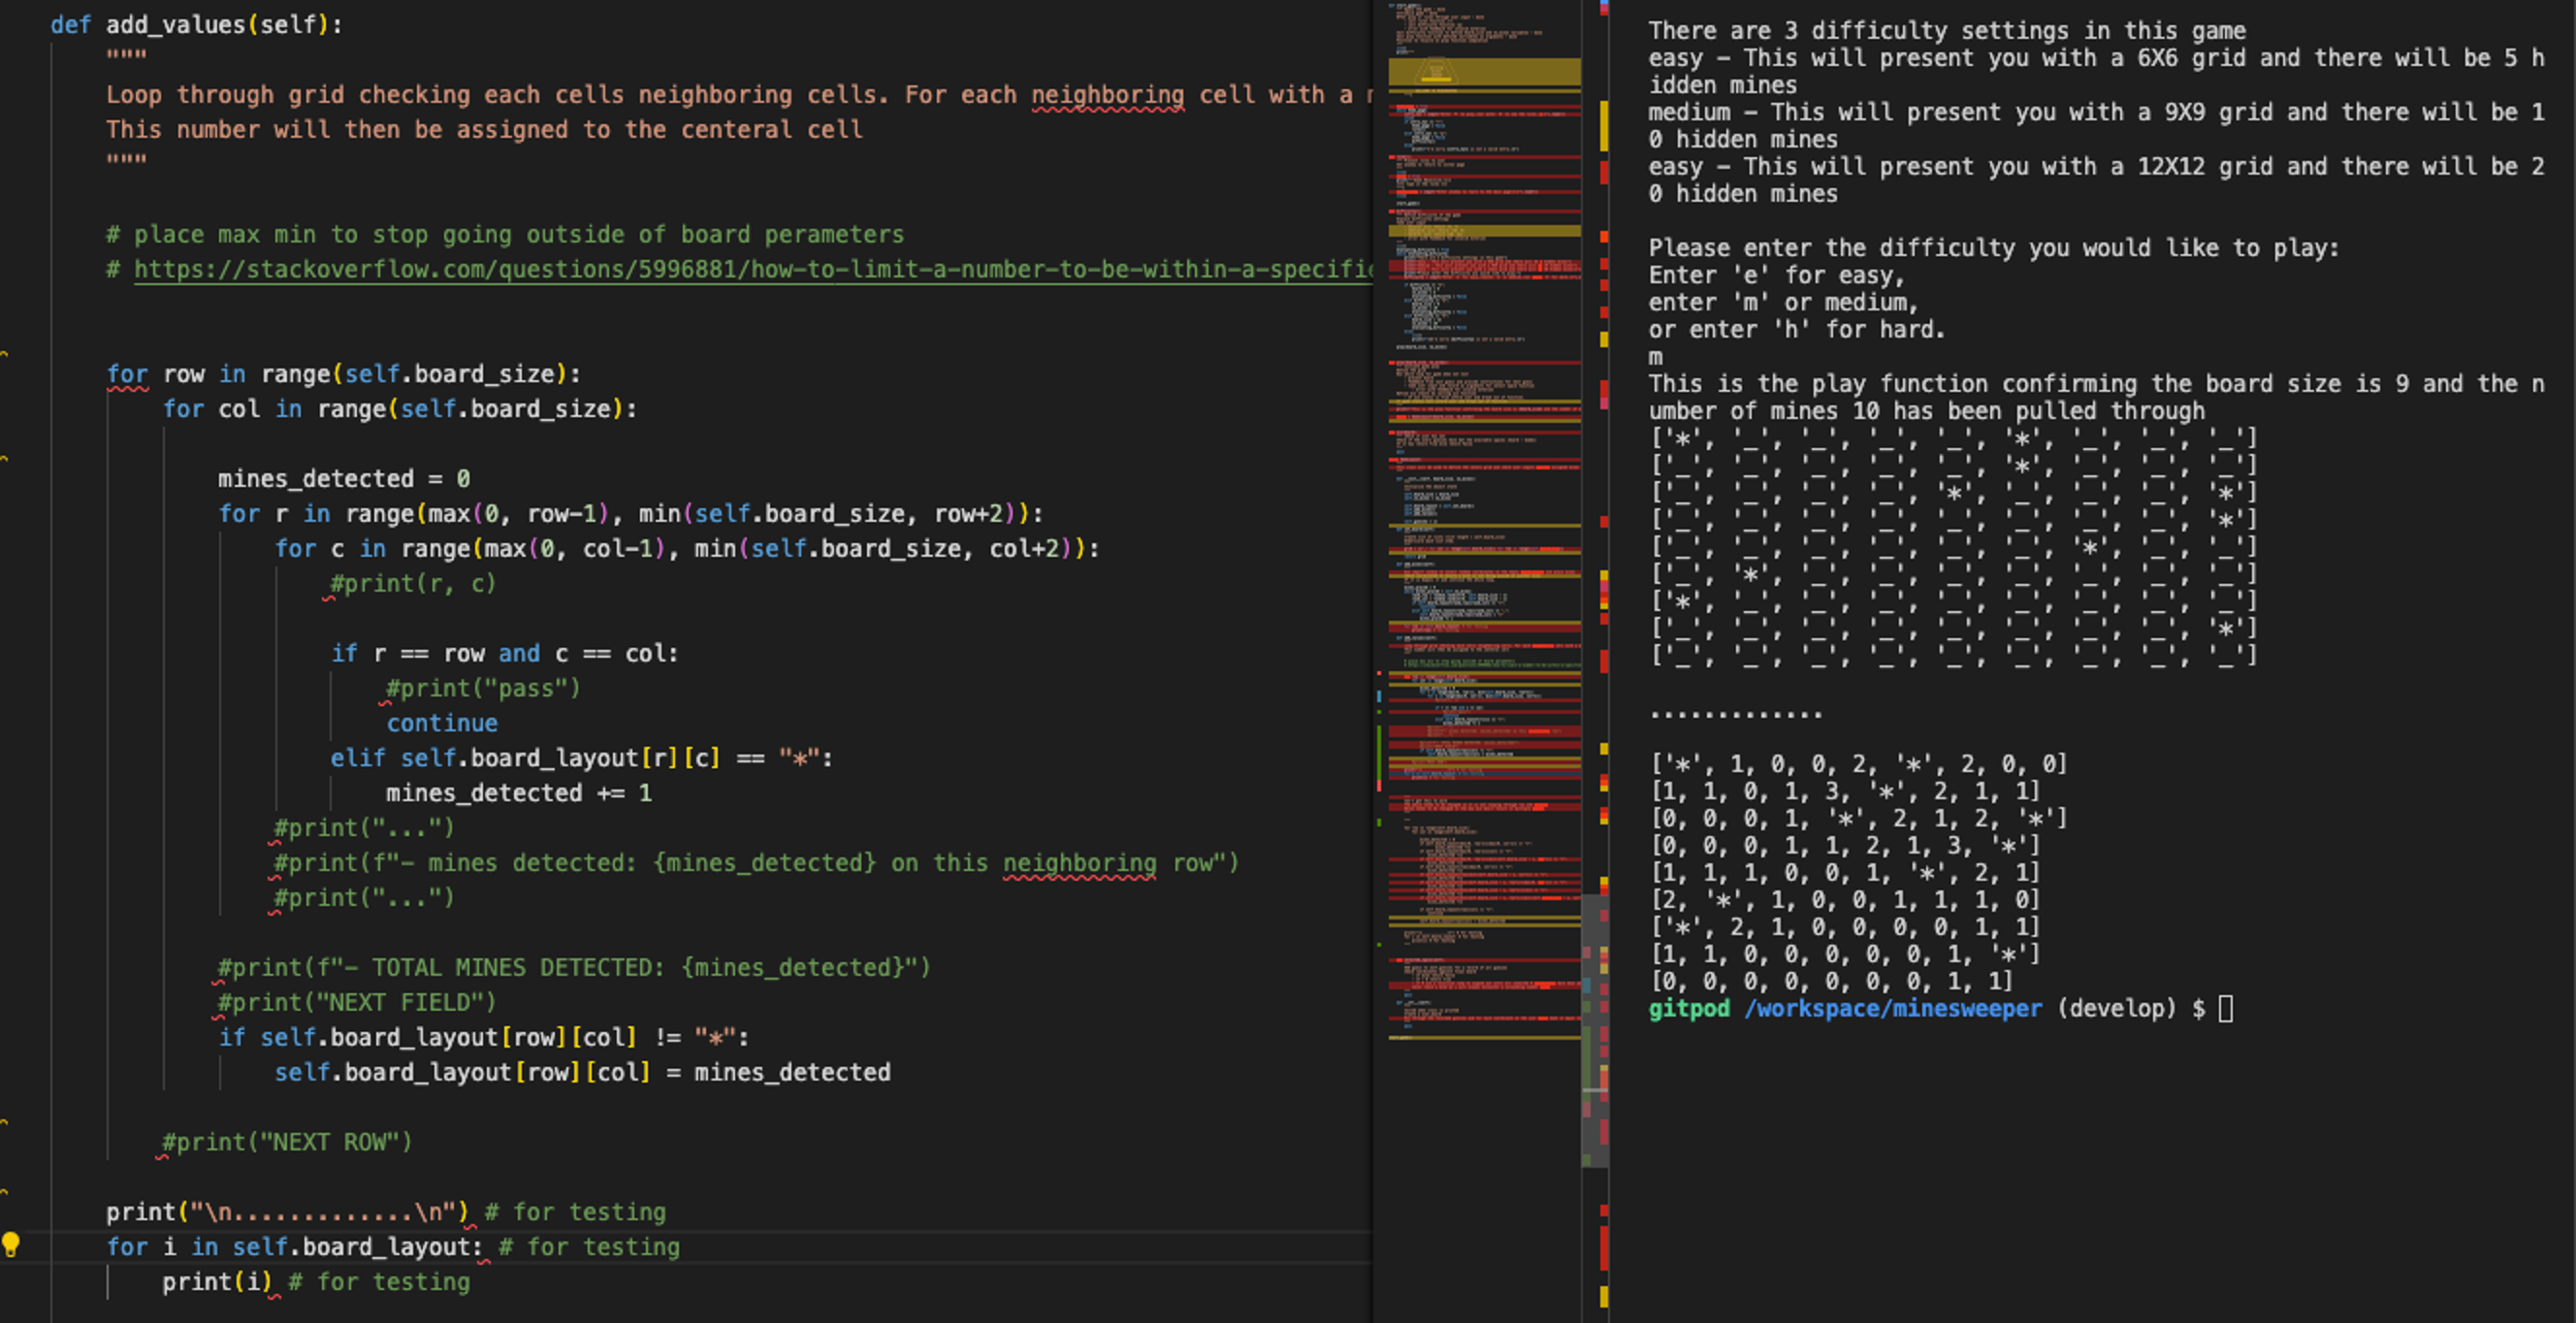 def add_values(self):
"""
Loop through grid checking each cells neighboring cells. For each neighboring cell with a
This number will then be assigned to the centeral cell
"""
# place max min to stop going outside of board perameters
# https://stackoverflow.com/questions/5996881/how-to-limit-a-number-to-be-within-a-specifie
for row in range(self.board_size):
for col in range(self.board_size):
mines_detected = 0
for r in range(max(0, row-1), min(self.board_size, row+2)):
for c in range(max(0, col-1), min(self.board_size, col+2)):
#print(r, c)
if r == row and c == col:
#print("pass")
continue
elif self.board_layout[r][c] == "*":
mines_detected += 1
#print("...")
#print(f"- mines detected: {mines_detected} on this neighboring row")
#print("...")
#print(f"- TOTAL MINES DETECTED: {mines_detected}")
#print("NEXT FIELD")
if self.board_layout[row][col] != "*":
self.board_layout[row][col] = mines_detected
#print("NEXT ROW")
print("\n.............\n") # for testing
for i in self.board_layout: # for testing
print(i) # for testing
There are 3 difficulty settings in this game
easy - This will present you with a 6X6 grid and there will be 5 h
idden mines
medium - This will present you with a 9X9 grid and there will be 1
0 hidden mines
easy - This will present you with a 12X12 grid and there will be 2
0 hidden mines
Please enter the difficulty you would like to play:
Enter 'e' for easy,
enter 'm' or medium,
or enter 'h' for hard.
m
This is the play function confirming the board size is 9 and the n
umber of mines 10 has been pulled through
['*', '_', '_', '_', '_', '*', '_', '_', '_']
['_', '_', '_', '_', '_', '*', '_', '_', '_']
['_', '_', '_', '_', '*', '_', '_', '_', '*']
['_', '_', '_', '_', '_', '_', '_', '_', '*']
['_', '_', '_', '_', '_', '_', '*', '_', '_']
['_', '*', '_', '_', '_', '_', '_', '_', '_']
['*', '_', '_', '_', '_', '_', '_', '_', '_']
['_', '_', '_', '_', '_', '_', '_', '_', '*']
['_', '_', '_', '_', '_', '_', '_', '_', '_']
.............
['*', 1, 0, 0, 2, '*', 2, 0, 0]
[1, 1, 0, 1, 3, '*', 2, 1, 1]
[0, 0, 0, 1, '*', 2, 1, 2, '*']
[0, 0, 0, 1, 1, 2, 1, 3, '*']
[1, 1, 1, 0, 0, 1, '*', 2, 1]
[2, '*', 1, 0, 0, 1, 1, 1, 0]
['*', 2, 1, 0, 0, 0, 0, 1, 1]
[1, 1, 0, 0, 0, 0, 0, 1, '*']
[0, 0, 0, 0, 0, 0, 0, 1, 1]
gitpod /workspace/minesweeper (develop) $